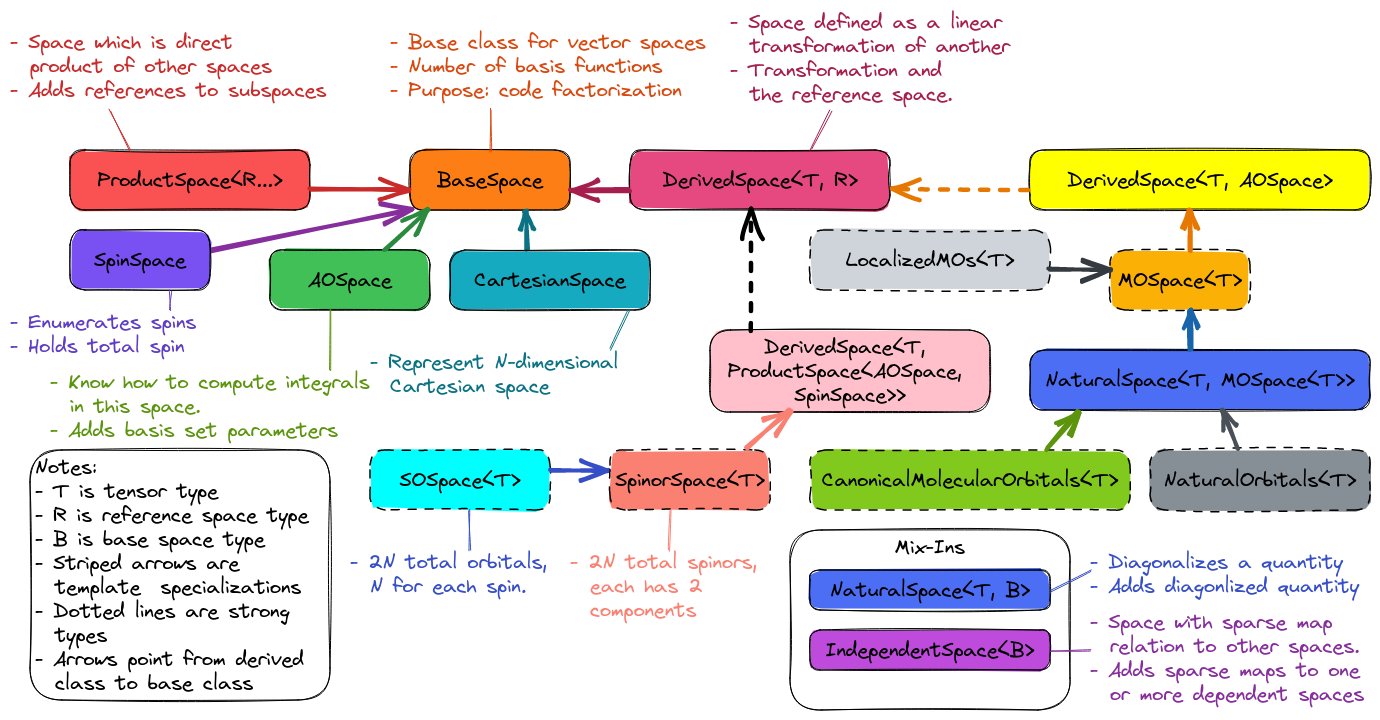 - Space which is direct
product of other spaces
- Adds references to subspaces
- Base class for vector spaces
- Number of basis functions
- Purpose: code factorization
- Space defined as a linear
transformation of another
- Transformation and
the reference space.
ProductSpace<R...>
BaseSpace
DerivedSpace<T, R>
DerivedSpace<T, AOSpace>
SpinSpace
AOSpace
CartesianSpace
LocalizedMOs<T>
MOSpace<T>
- Enumerates spins
- Holds total spin
- Know how to compute integrals
in this space.
- Adds basis set parameters
- Represent N-dimensional
Cartesian space
DerivedSpace<T,
ProductSpace<AOSpace,
SpinSpace>>
NaturalSpace<T, MOSpace<T>>
Notes:
- T is tensor type
- R is reference space type
- B is base space type
- Striped arrows are
template specializations
- Dotted lines are strong
types
- Arrows point from derived
class to base class
SOSpace<T>
SpinorSpace<T>
CanonicalMolecularOrbitals<T>
NaturalOrbitals<T>
- 2N total orbitals,
N for each spin.
- 2N total spinors,
each has 2
components
Mix-Ins
NaturalSpace<T, B>
IndependentSpace<B>
- Diagonalizes a quantity
- Adds diagonlized quantity
- Space with sparse map
relation to other spaces.
- Adds sparse maps to one
or more dependent spaces